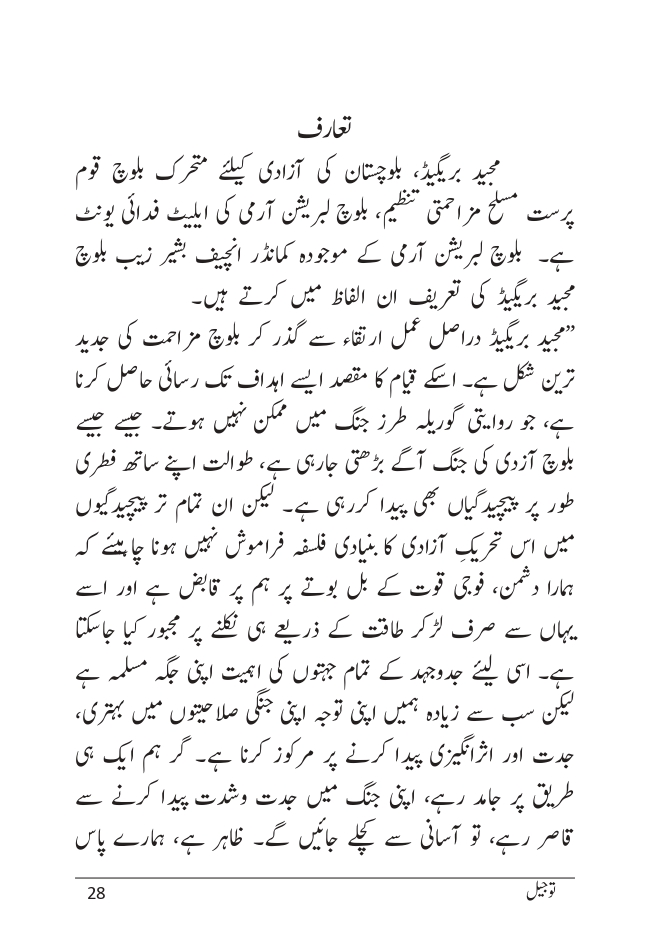 تعارف
مجید بریگیڈ، بلوچستان کی آزادی کیلئے متحرک بلوچ قوم
پرست مسلح مزاحمتی تنظیم، بلوچ لبریشن آرمی کی ایلیٹ فدائی یونٹ
ہے۔ بلوچ لبریشن آرمی کے موجودہ کمانڈر انچیف بشیر زیب بلوچ
مجید بریگیڈ کی تعریف ان الفاظ میں کرتے ہیں۔
”مجید بریگیڈ دراصل عمل ارتقاء سے گذر کر بلوچ مزاحمت کی جدید
ترین شکل ہے۔ اسکے قیام کا مقصد ایسے اہداف تک رسائی حاصل کرنا
ہے، جو روایتی گوریلہ طرز جنگ میں ممکن نہیں ہوتے۔ جیسے جیسے
بلوچ آزدی کی جنگ آگے بڑھتی جارہی ہے، طوالت اپنے ساتھ فطری
طور پر پیچیدگیاں بھی پیدا کررہی ہے۔ لیکن ان تمام تر پیچیدگیوں
میں اس تحریکِ آزادی کا بنیادی فلسفہ فراموش نہیں ہونا چاہیئے کہ
ہمارا دشمن، فوجی قوت کے بل بوتے پر ہم پر قابض ہے اور اسے
یہاں سے صرف لڑکر طاقت کے ذریعے ہی نکلنے پر مجبور کیا جاسکتا
ہے۔ اسی لیئے جدوجہد کے تمام جہتوں کی اہمیت اپنی جگہ مسلمہ ہے
لیکن سب سے زیادہ ہمیں اپنی توجہ اپنی جنگی صلاحیتوں میں بہتری،
جدت اور اثرانگیزی پیدا کرنے پر مرکوز کرنا ہے۔ گر ہم ایک ہی
طریق پر جامد رہے، اپنی جنگ میں جدت وشدت پیدا کرنے سے
قاصر رہے، تو آسانی سے کچلے جائیں گے۔ ظاہر ہے، ہمارے پاس
توجیل 28